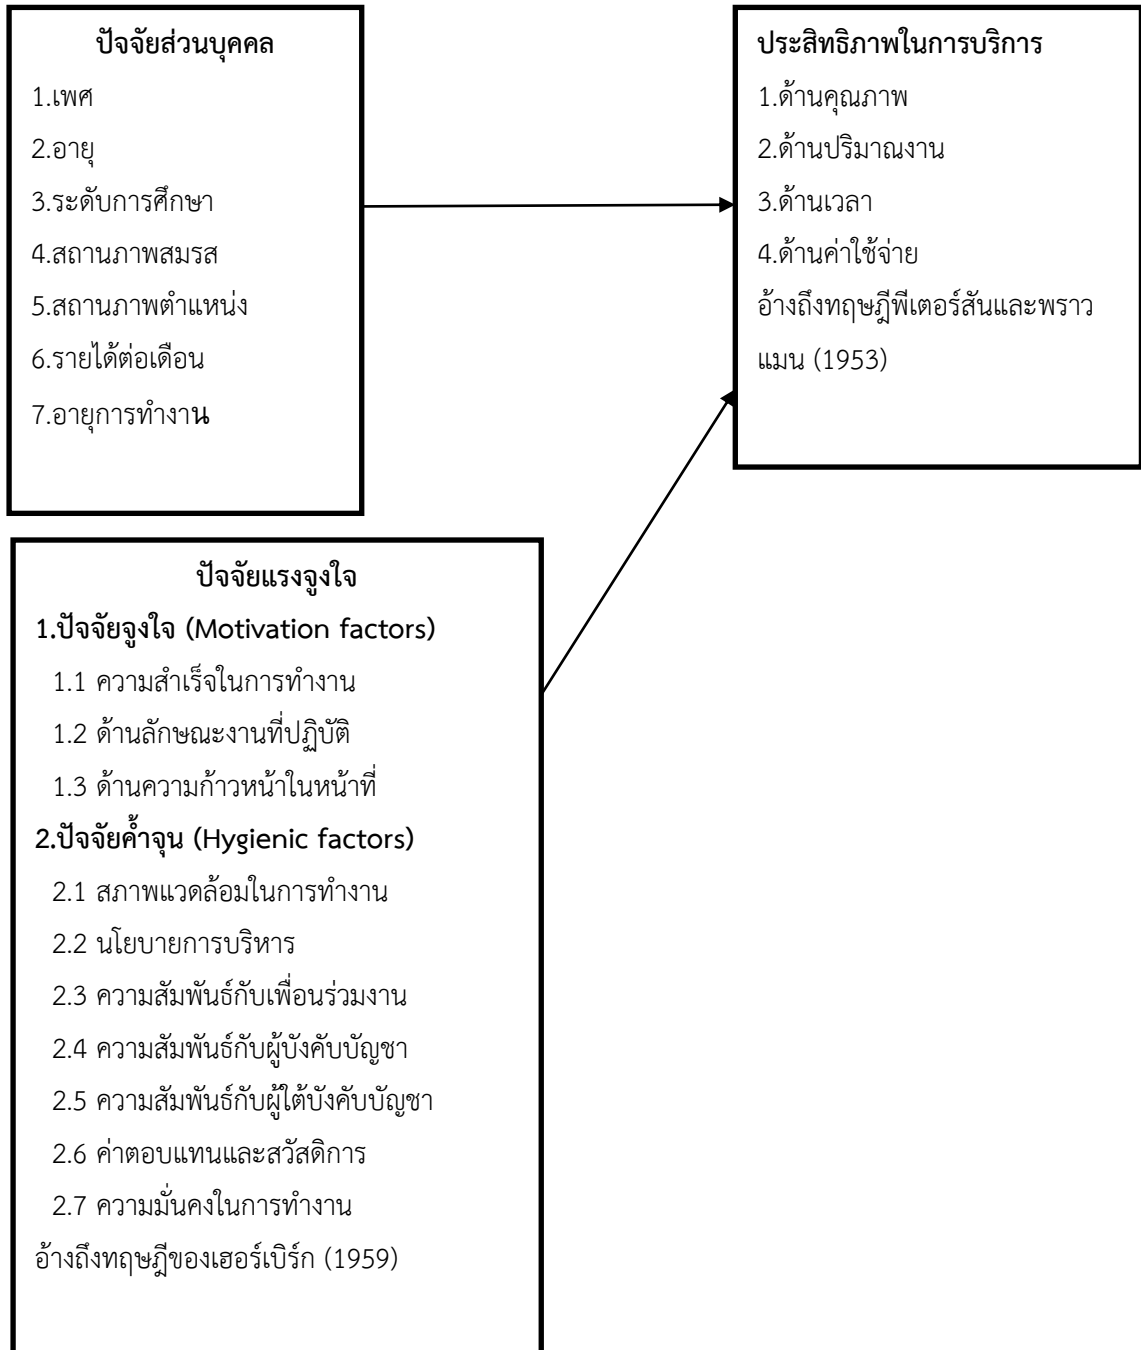 ปัจจัยส่วนบุคคล
1.เพศ
2.อายุ
3.ระดับการศึกษา
4.สถานภาพสมรส
5.สถานภาพตำแหน่ง
6.รายได้ต่อเดือน
7.อายุการทำงาน
ประสิทธิภาพในการบริการ
1.ด้านคุณภาพ
2.ด้านปริมาณงาน
3.ด้านเวลา
4.ด้านค่าใช้จ่าย
อ้างถึงทฤษฎีพีเตอร์สันและพราว
แมน (1953)
ปัจจัยแรงจูงใจ
1.ปัจจัยจูงใจ (Motivation factors)
1.1 ความสำเร็จในการทำงาน
1.2 ด้านลักษณะงานที่ปฏิบัติ
1.3 ด้านความก้าวหน้าในหน้าที่
2.ปัจจัยค้ำจุน (Hygienic factors)
2.1 สภาพแวดล้อมในการทำงาน
2.2 นโยบายการบริหาร
2.3 ความสัมพันธ์กับเพื่อนร่วมงาน
2.4 ความสัมพันธ์กับผู้บังคับบัญชา
2.5 ความสัมพันธ์กับผู้ใต้บังคับบัญชา
2.6 ค่าตอบแทนและสวัสดิการ
2.7 ความมั่นคงในการทำงาน
อ้างถึงทฤษฎีของเฮอร์เบิร์ก (1959)